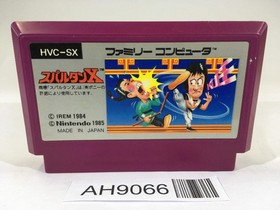 HVC-SX
ファミリー コンピュータ
スパルタンX
© IREM 1984
© Nintendo 1985
MADE IN JAPAN
AH9066